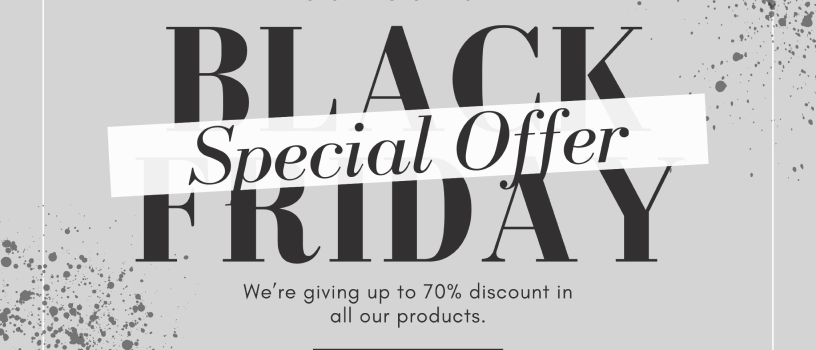 BLACK
Special Offer
FRIDAY
We're giving up to 70% discount in
all our products.